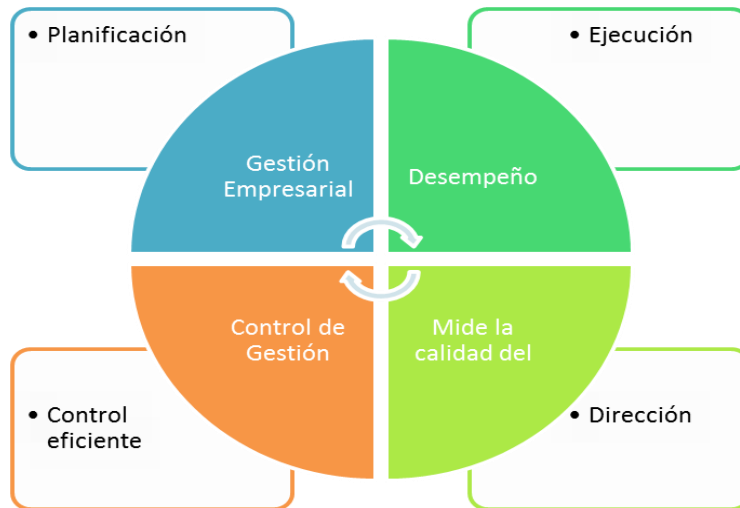 • Planificación
• Ejecución
Gestión
Empresarial
Desempeño
Control de
Gestión
Mide la
calidad del
• Control
eficiente
• Dirección